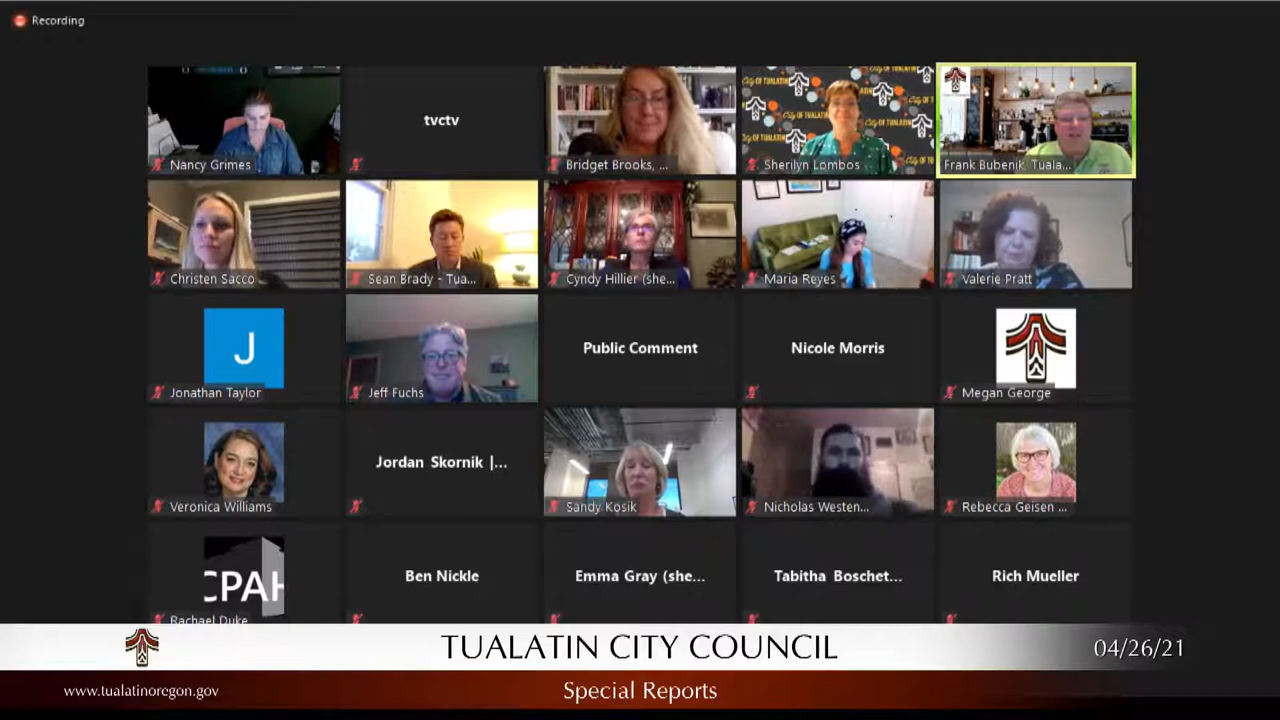 Recording
Nancy Grimes
tvctv
Bridget Brooks, ...
Sherilyn Lombos
Frank Bubenik, Tuala...
Christen Sacco
Sean Brady - Tua...
Cyndy Hillier (she...
Maria Reyes
Valerie Pratt
J
Jonathan Taylor
Jeff Fuchs
Public Comment
Nicole Morris
Megan George
Veronica Williams
Jordan Skornik |...
Sandy Kosik
Nicholas Westen...
Rebecca Geisen ...
CPAH
Rachael Duke
Ben Nickle
Emma Gray (she...
Tabitha Boschet...
Rich Mueller
TUALATIN CITY COUNCIL
04/26/21
www.tualatinoregon.gov
Special Reports